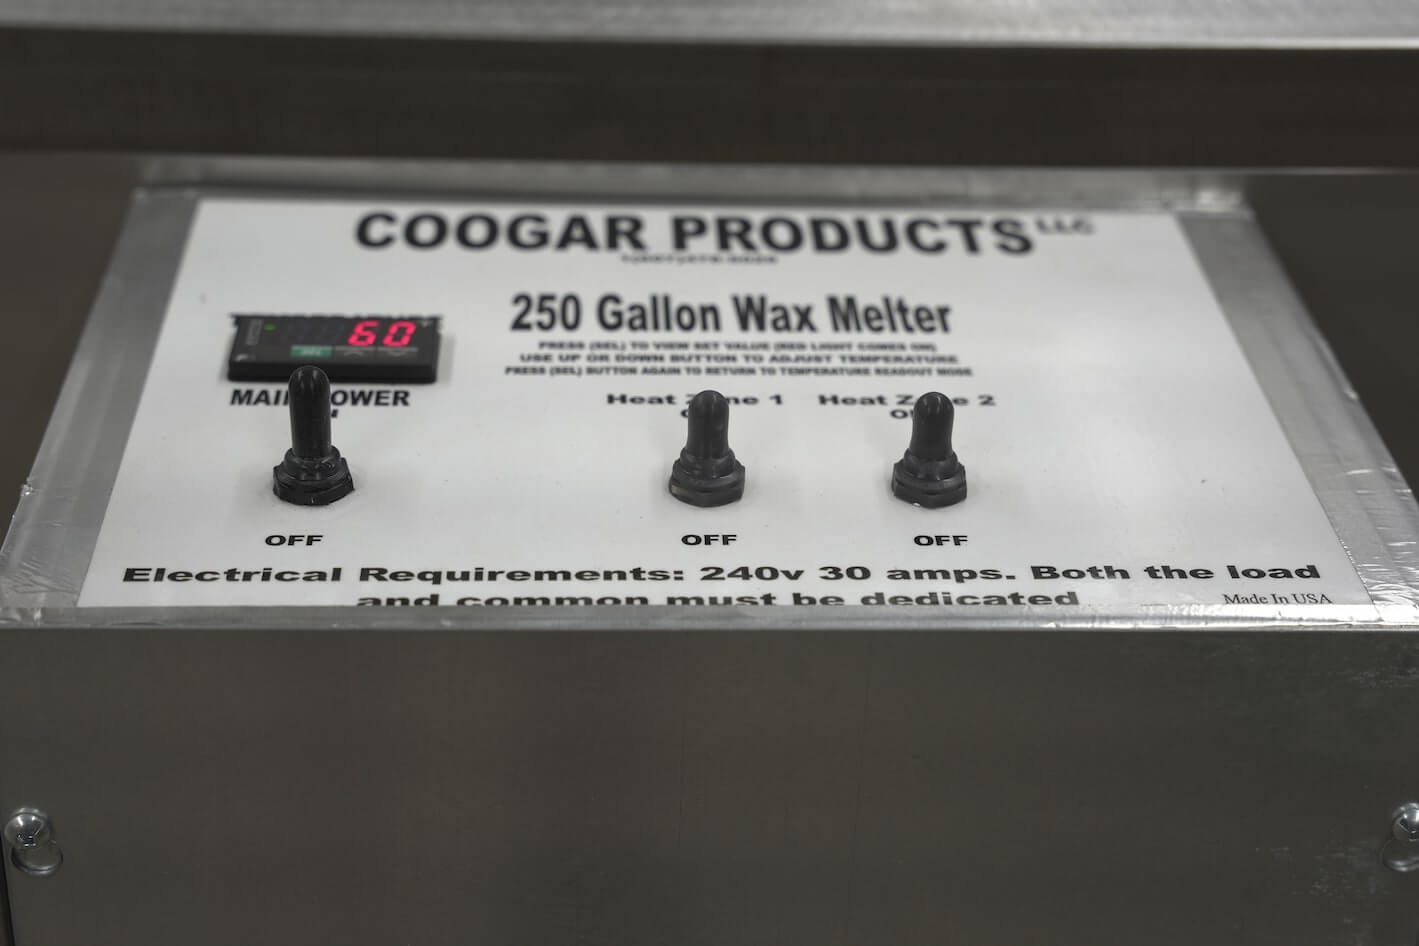 COOGAR PRODUCTS LLC
250 Gallon Wax Melter
PRESS (SEL) TO VIEW SET VALUE (RED LIGHT COMES ON)
USE UP OR DOWN BUTTON TO ADJUST TEMPERATURE
PRESS (SEL) BUTTON AGAIN TO RETURN TO TEMPERATURE READOUT MODE
60
SEL
Heat 1 Heat 2
OFF OFF OFF
Electrical Requirements: 240v 30 amps. Both the load
and common must be dedicated
Made In USA